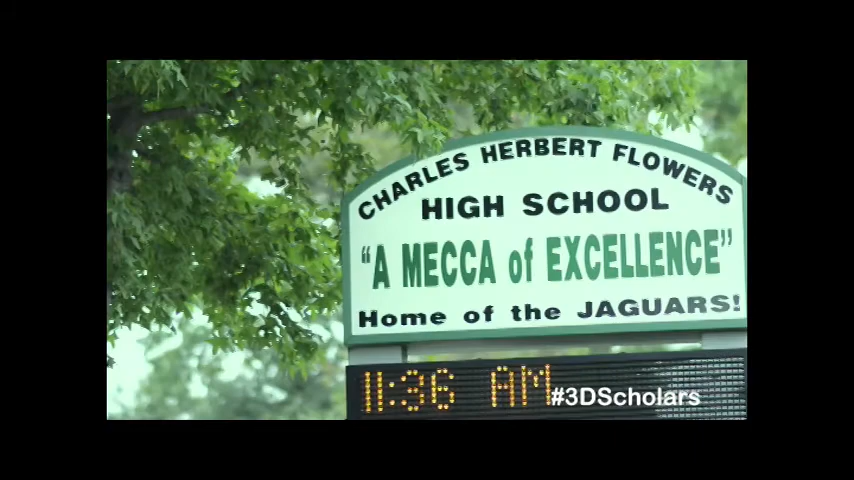 CHARLES HERBERT FLOWERS
HIGH SCHOOL
"A MECCA of EXCELLENCE"
Home of the JAGUARS!
11:36 AM
#3DScholars